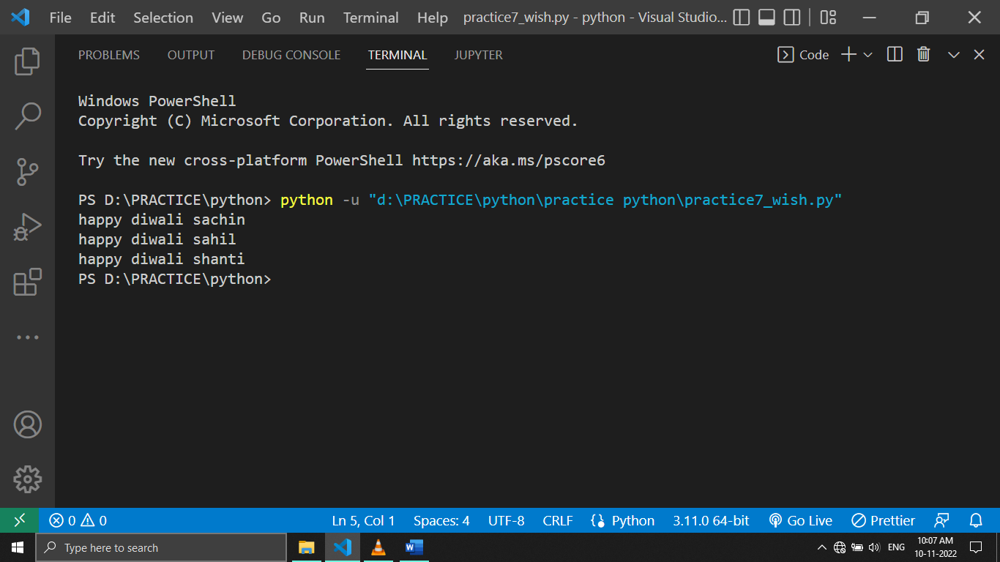 File Edit Selection View Go Run Terminal Help practice7_wish.py - python - Visual Studio...
PROBLEMS OUTPUT DEBUG CONSOLE TERMINAL JUPYTER Code
Windows PowerShell
Copyright (C) Microsoft Corporation. All rights reserved.
Try the new cross-platform PowerShell https://aka.ms/pscore6
PS D:\PRACTICE\python> python -u "d:\PRACTICE\python\practice python\practice7_wish.py"
happy diwali sachin
happy diwali sahil
happy diwali shanti
PS D:\PRACTICE\python>
0 0 Ln 5, Col 1 Spaces: 4 UTF-8 CRLF Python 3.11.0 64-bit Go Live Prettier
Type here to search ENG 10:07 AM
10-11-2022